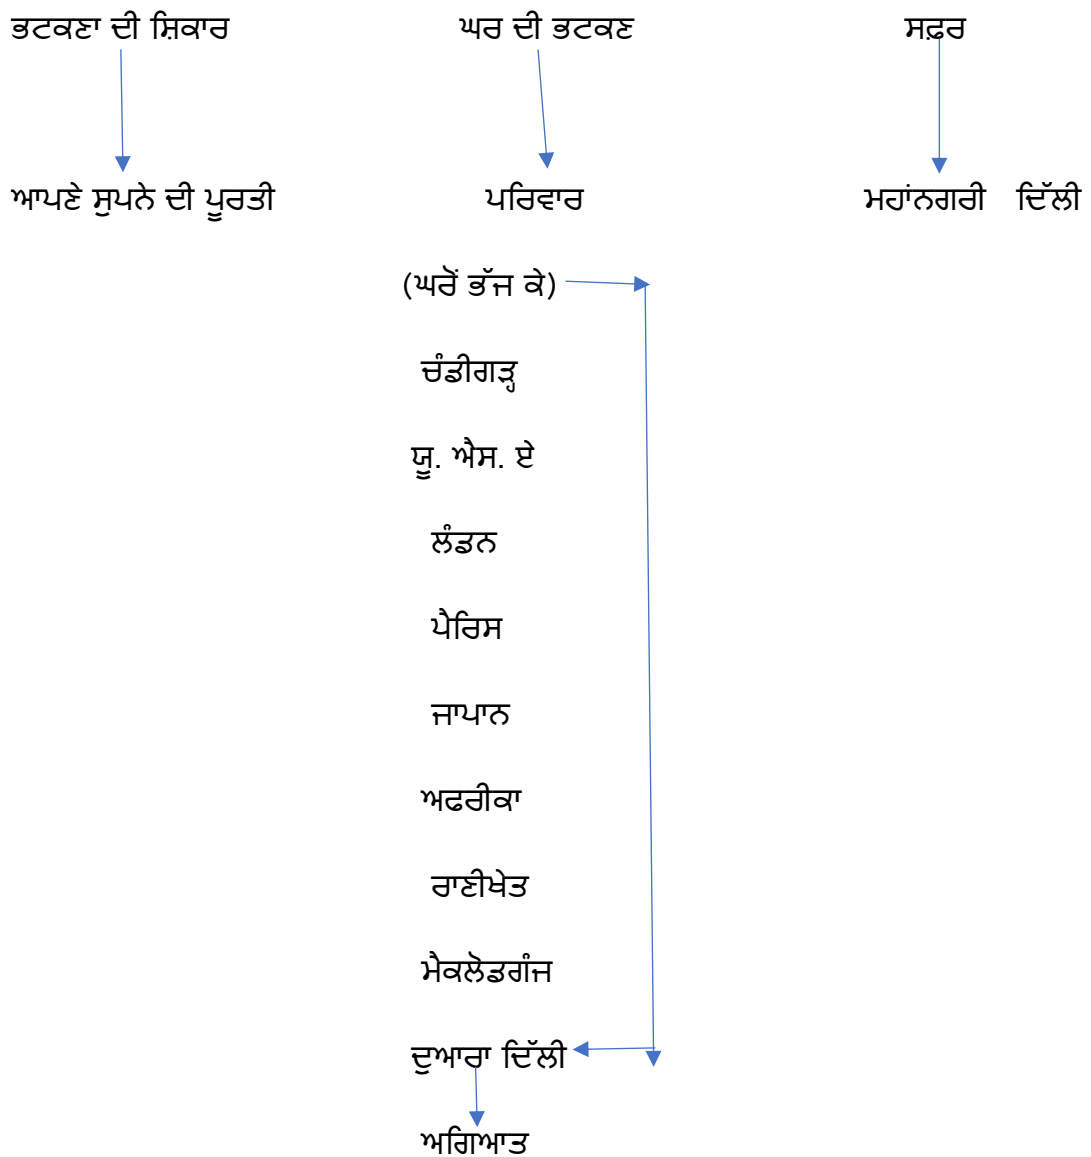 ਭਟਕਣਾ ਦੀ ਸ਼ਿਕਾਰ ਘਰ ਦੀ ਭਟਕਣ ਸਫ਼ਰ
ਆਪਣੇ ਸੁਪਨੇ ਦੀ ਪੂਰਤੀ ਪਰਿਵਾਰ ਮਹਾਂਨਗਰੀ ਦਿੱਲੀ
(ਘਰੋਂ ਭੱਜ ਕੇ)
ਚੰਡੀਗੜ੍ਹ
ਯੂ. ਐਸ. ਏ
ਲੰਡਨ
ਪੈਰਿਸ
ਜਾਪਾਨ
ਅਫਰੀਕਾ
ਰਾਣੀਖੇਤ
ਮੈਕਲੋਡਗੰਜ
ਦੁਆਰਾ ਦਿੱਲੀ
ਅਗਿਆਤ